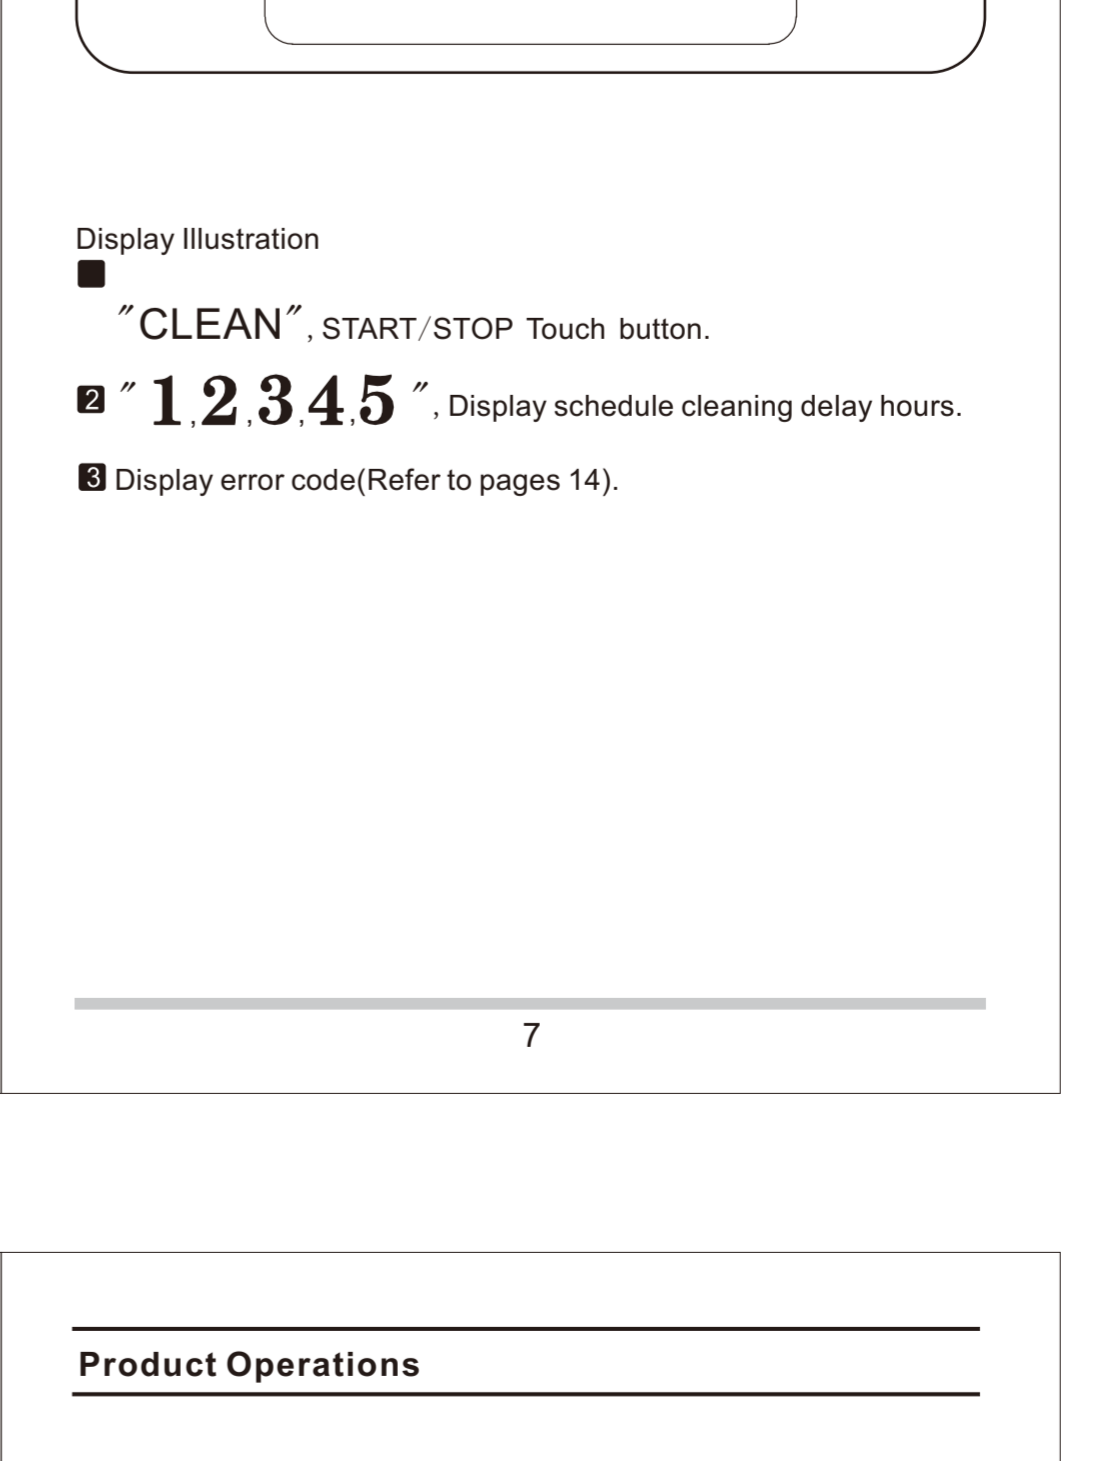 Display Illustration
"CLEAN", START/STOP Touch button.
2 "1,2,3,4,5 ", Display schedule cleaning delay hours.
3 Display error code(Refer to pages 14).
7
Product Operations